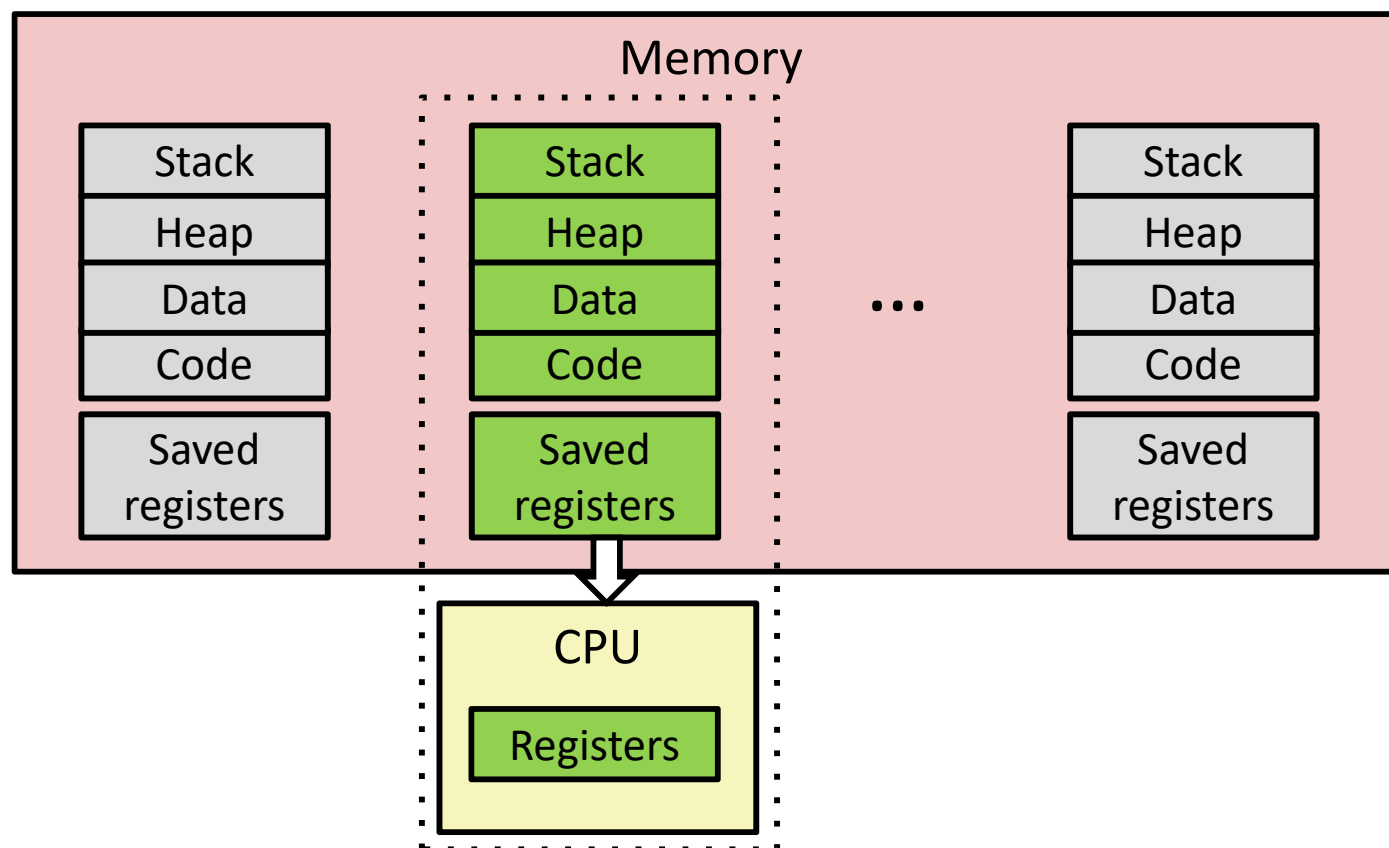 Memory
Stack
Heap
Data
Code
Saved
registers
Stack
Heap
Data
Code
Saved
registers
...
Stack
Heap
Data
Code
Saved
registers
CPU
Registers